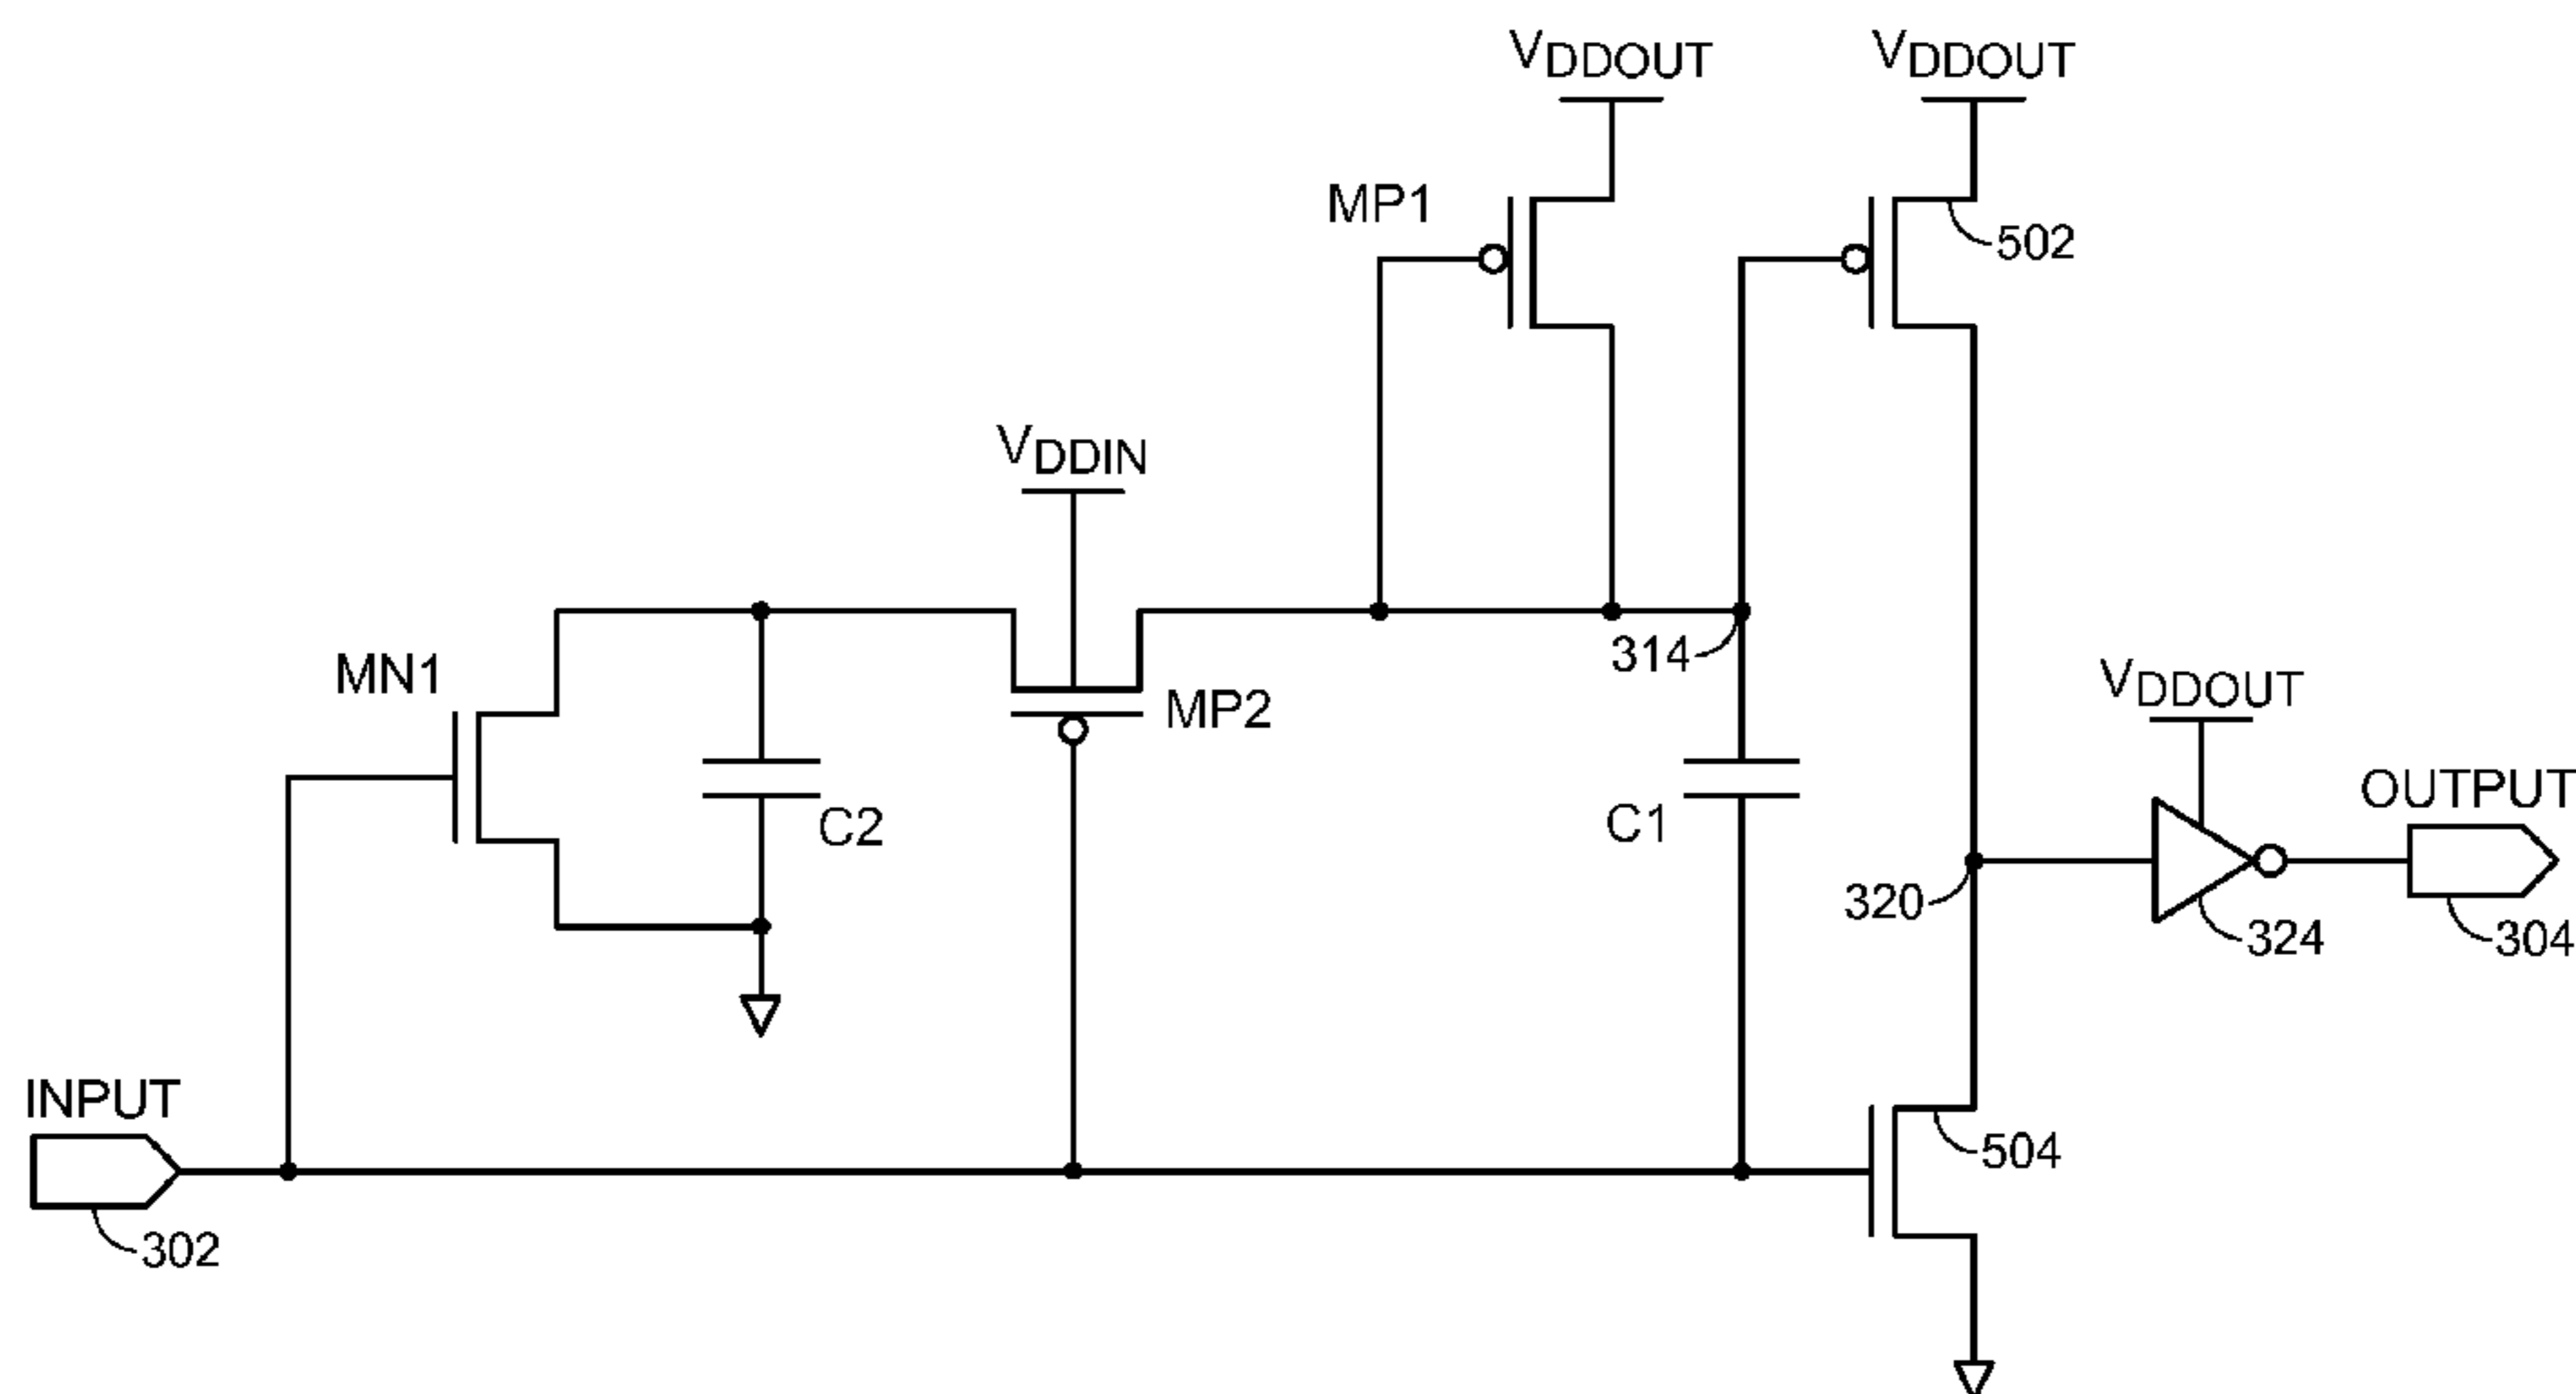 VDDOUT
VDDOUT
MP1
502
VDDIN
314
MN1
MP2
VDDOUT
C2
C1
OUTPUT
320
324
304
INPUT
504
302